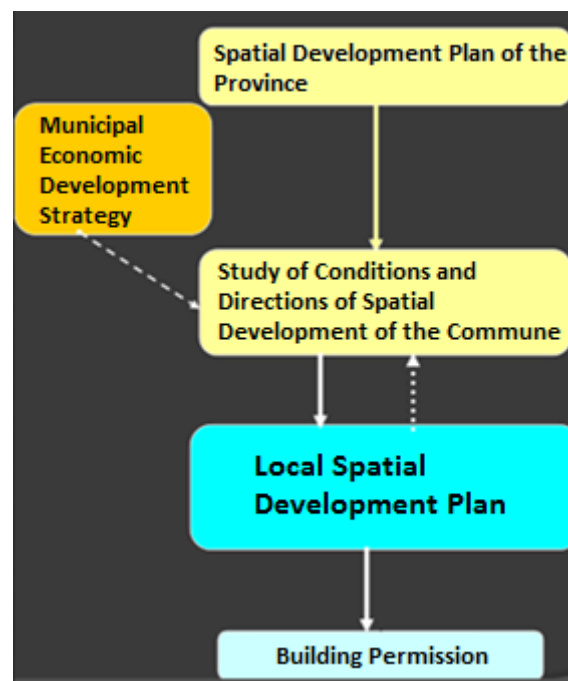 Spatial Development Plan of the
Province
Municipal
Economic
Development
Strategy
Study of Conditions and
Directions of Spatial
Development of the Commune
Local Spatial
Development Plan
Building Permission